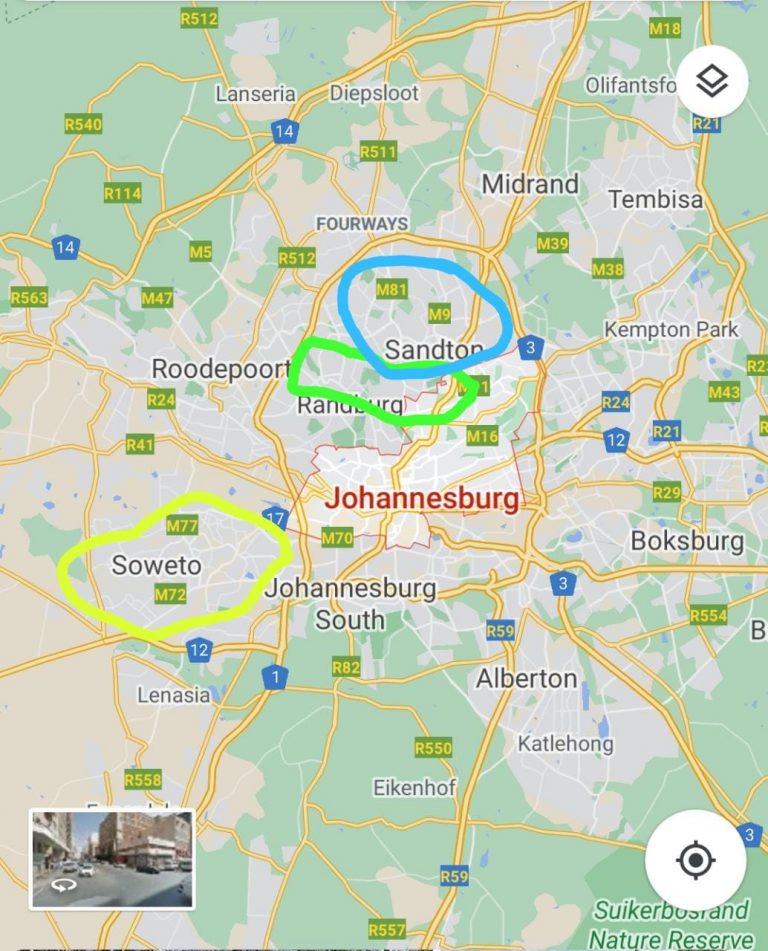 R512
M18
Lanseria
Diepsloot
Olifantsfo
R540
14
R21
R511
Midrand
R114
Tembisa
FOURWAYS
14
M5
R512
M39
M38
R563
M47
M81
M9
Sandton
3
Kempton Park
Roodepoort
R23
M43
R24
Randburg
R24
R41
M16
12
R21
R29
Johannesburg
17
M77
M70
Boksburg
Soweto
M72
Johannesburg
South
3
R554
R59
B
12
1
R82
Alberton
Lenasia
Katlehong
R550
R558
Eikenhof
3
R59
Suikerbosrand
Nature Reserve
R557